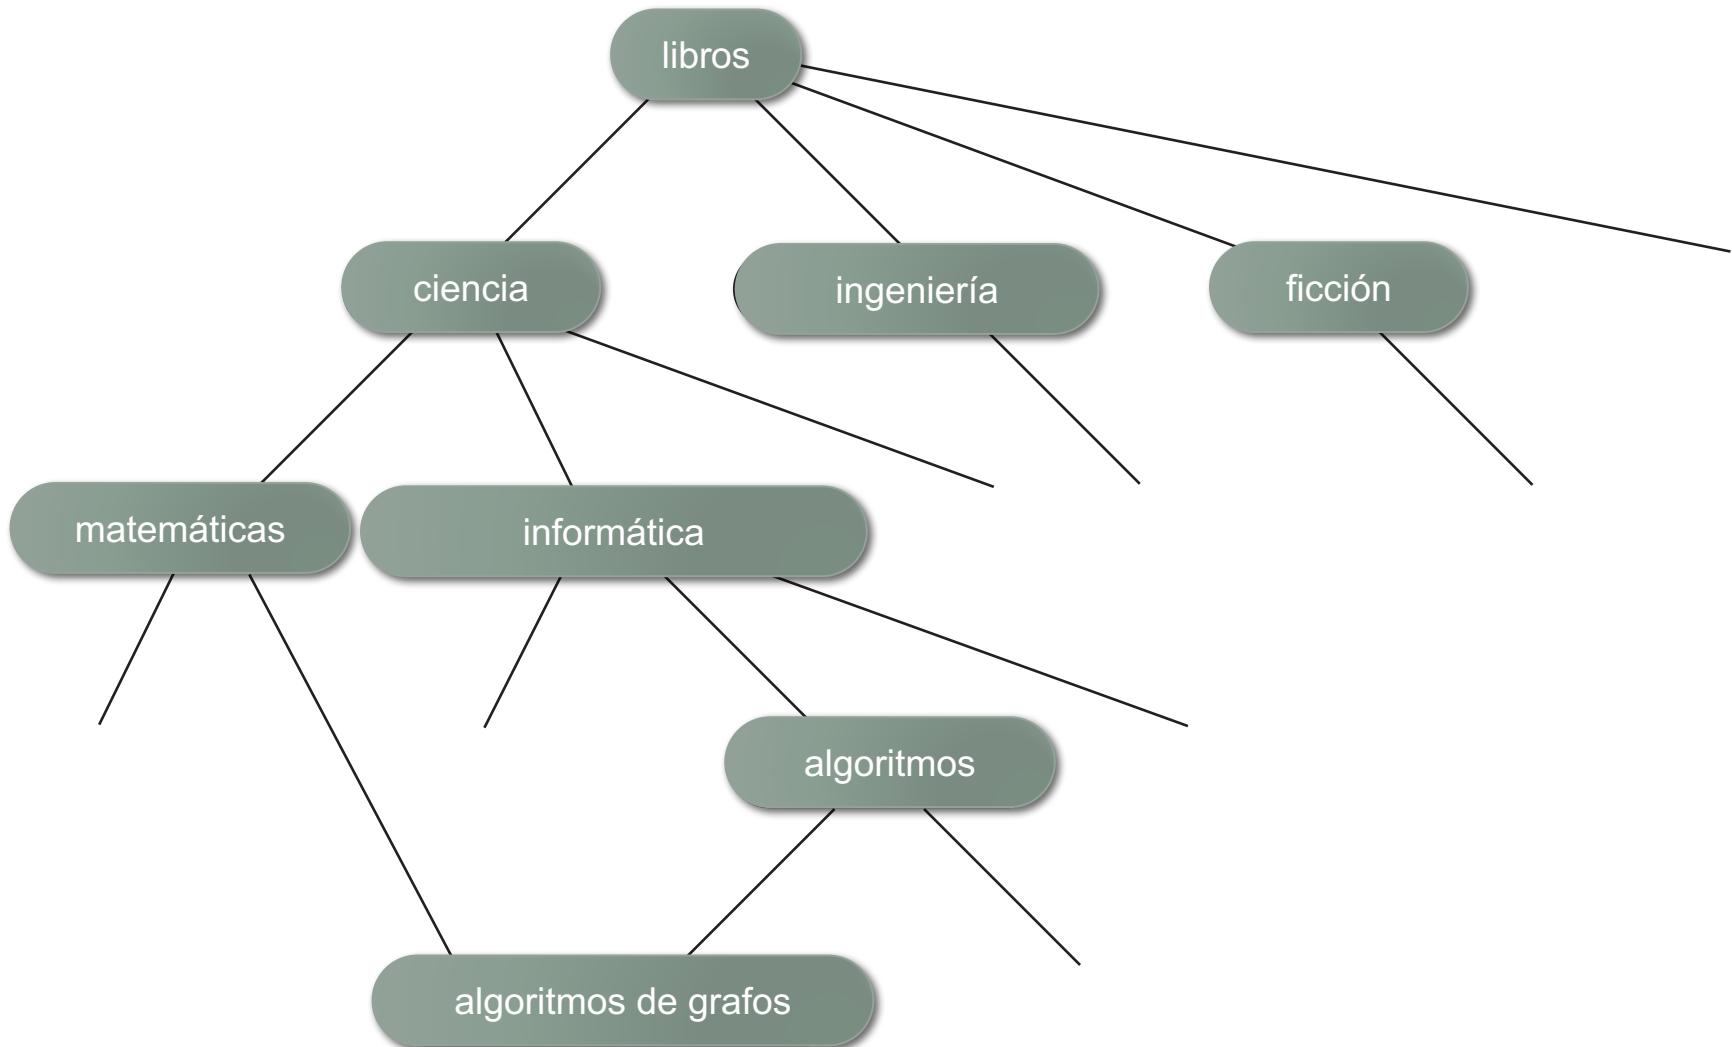 libros
ciencia
ingeniería
ficción
matemáticas
informática
algoritmos
algoritmos de grafos